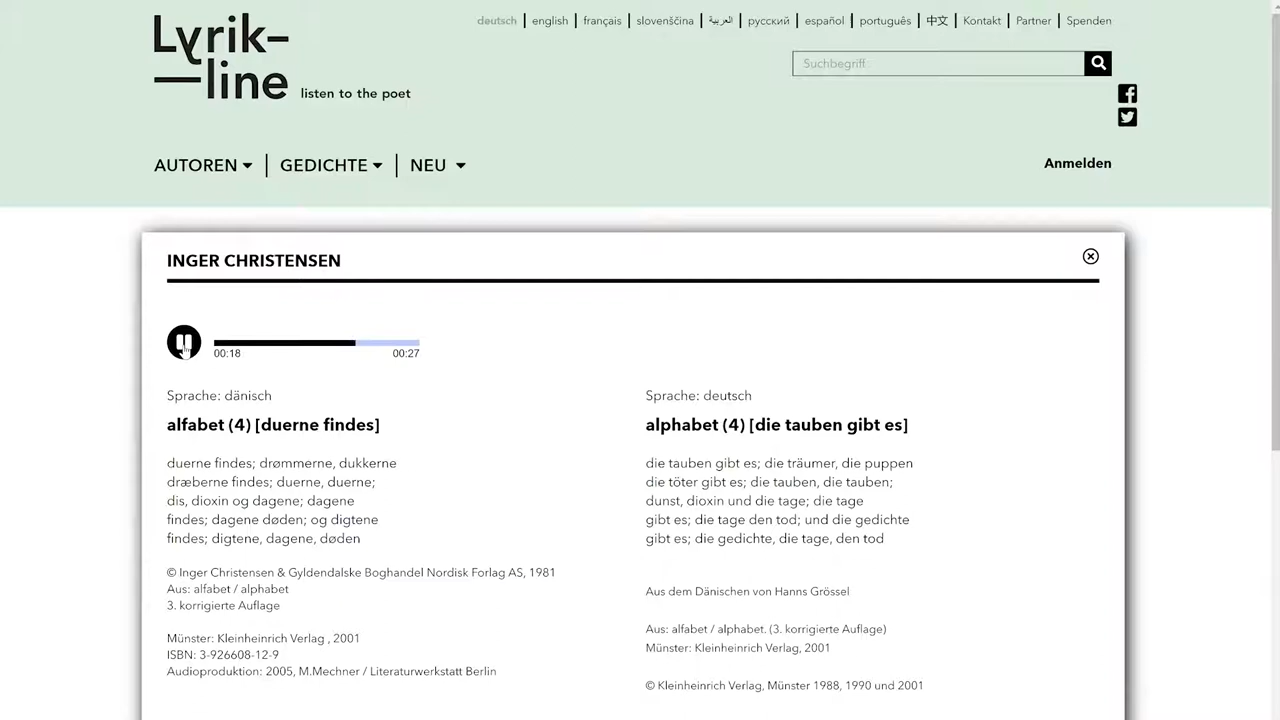 Lyrik-
—line
listen to the poet
deutsch | english | français | slovenščina | العربية | русский | español | português | 中文 | Kontakt | Partner | Spenden
Suchbegriff
AUTOREN | GEDICHTE | NEU
Anmelden
INGER CHRISTENSEN
00:18 00:27
Sprache: dänisch
alfabet (4) [duerne findes]
duerne findes; drømmerne, dukkerne
dræberne findes; duerne, duerne;
dis, dioxin og dagene; dagene
findes; dagene døden; og digtene
findes; digtene, dagene, døden
© Inger Christensen & Gyldendalske Boghandel Nordisk Forlag AS, 1981
Aus: alfabet / alphabet
3. korrigierte Auflage
Münster: Kleinheinrich Verlag , 2001
ISBN: 3-926608-12-9
Audioproduktion: 2005, M.Mechner / Literaturwerkstatt Berlin
Sprache: deutsch
alphabet (4) [die tauben gibt es]
die tauben gibt es; die träumer, die puppen
die töter gibt es; die tauben, die tauben;
dunst, dioxin und die tage; die tage
gibt es; die tage den tod; und die gedichte
gibt es; die gedichte, die tage, den tod
Aus dem Dänischen von Hanns Grössel
Aus: alfabet / alphabet. (3. korrigierte Auflage)
Münster: Kleinheinrich Verlag, 2001
© Kleinheinrich Verlag, Münster 1988, 1990 und 2001